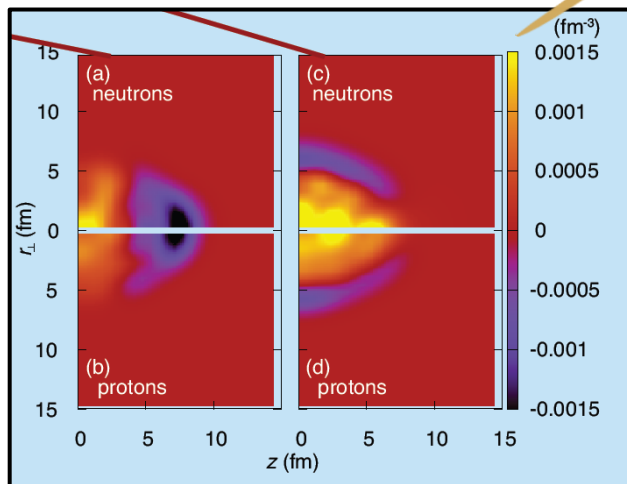 (fm⁻³)
15
10
5
0
5
10
15
r⊥ (fm)
(a)
neutrons
(b)
protons
(c)
neutrons
(d)
protons
0.0015
0.001
0.0005
0
-0.0005
-0.001
-0.0015
0 5 10
0 5 10 15
z (fm)